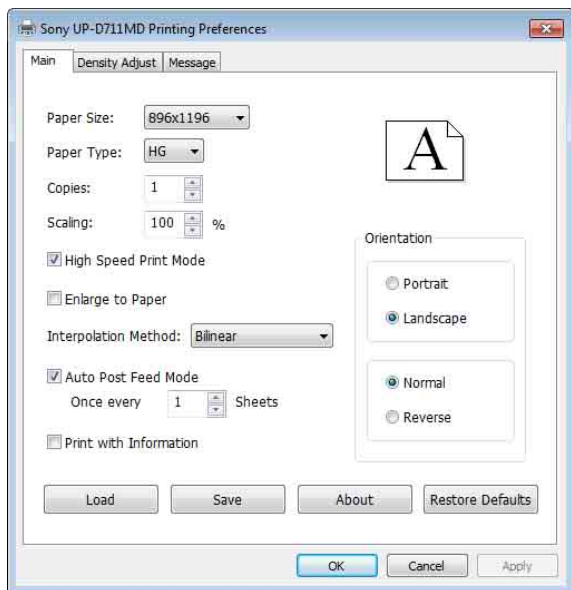 Sony UP-D711MD Printing Preferences
Main Density Adjust Message
Paper Size: 896x1196
Paper Type: HG
A
Copies: 1
Scaling: 100 %
Orientation
High Speed Print Mode
Portrait
Enlarge to Paper
Landscape
Interpolation Method: Bilinear
Auto Post Feed Mode
Normal
Once every 1 Sheets
Reverse
Print with Information
Load Save About Restore Defaults
OK Cancel Apply